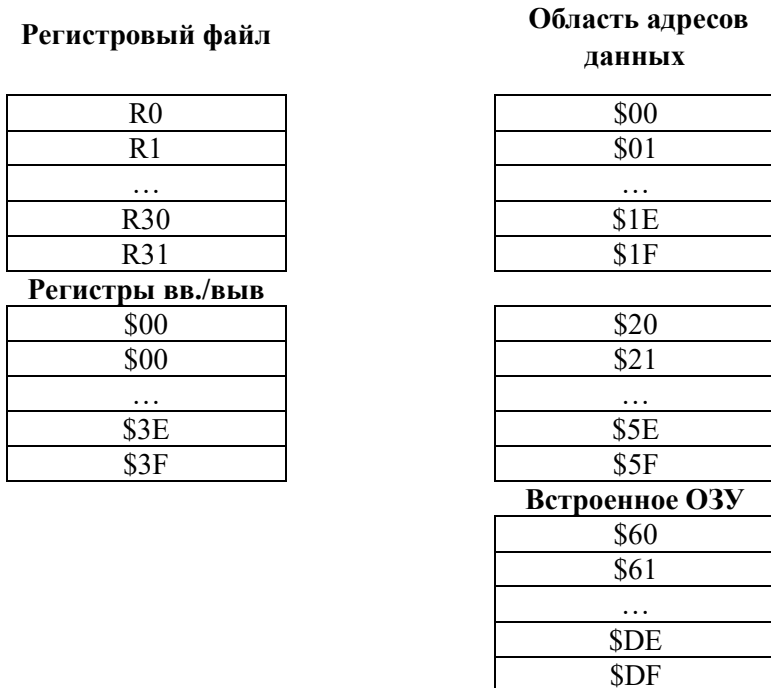 Регистровый файл
Область адресов
данных
R0
$00
R1
$01
…
…
R30
$1E
R31
$1F
Регистры вв./выв
$00
$20
$00
$21
…
…
$3E
$5E
$3F
$5F
Встроенное ОЗУ
$60
$61
…
$DE
$DF